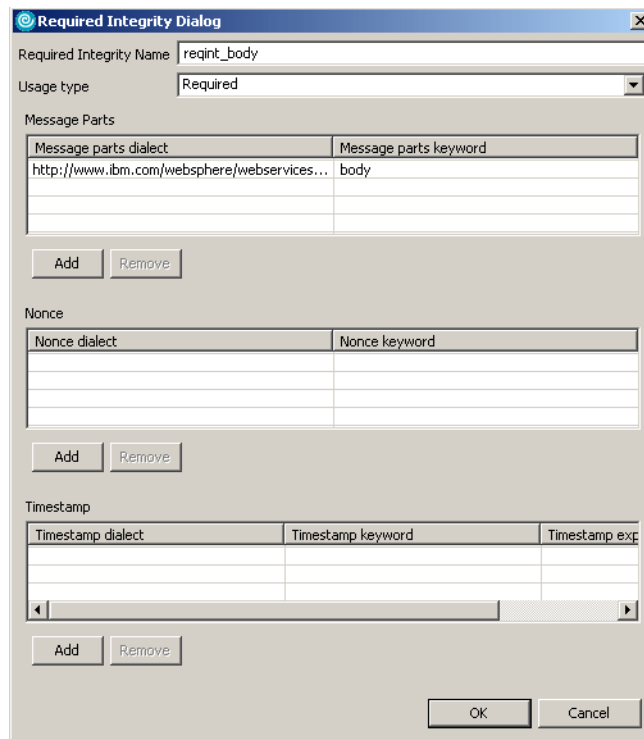 Required Integrity Dialog
Required Integrity Name reqint_body
Usage type Required
Message Parts
Message parts dialect Message parts keyword
http://www.ibm.com/websphere/webservices... body
Add Remove
Nonce
Nonce dialect Nonce keyword
Add Remove
Timestamp
Timestamp dialect Timestamp keyword Timestamp exp
Add Remove
OK Cancel